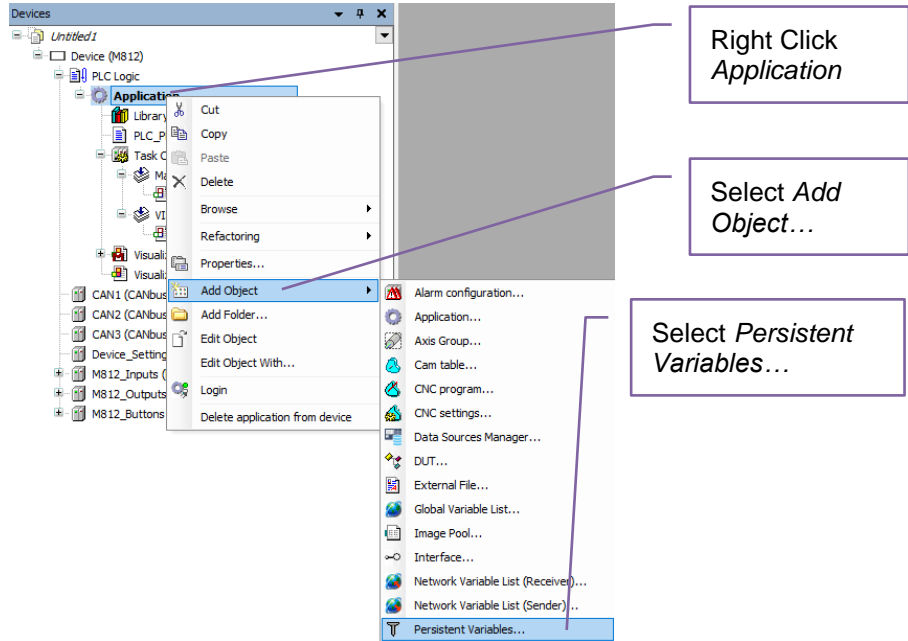 Devices
Untitled1
Device (M812)
PLC Logic
Application
Library
PLC_P
Task C
Ma
VI
Visuali
Visuali
CAN1 (CANbus
CAN2 (CANbus
CAN3 (CANbus
Device_Setting
M812_Inputs (
M812_Outputs
M812_Buttons
Cut
Copy
Paste
Delete
Browse
Refactoring
Properties...
Add Object
Add Folder...
Edit Object
Edit Object With...
Login
Delete application from device
Alarm configuration...
Application...
Axis Group...
Cam table...
CNC program...
CNC settings...
Data Sources Manager...
DUT...
External File...
Global Variable List...
Image Pool...
Interface...
Network Variable List (Receiver)...
Network Variable List (Sender)...
Persistent Variables...
Right Click
Application
Select Add
Object…
Select Persistent
Variables…